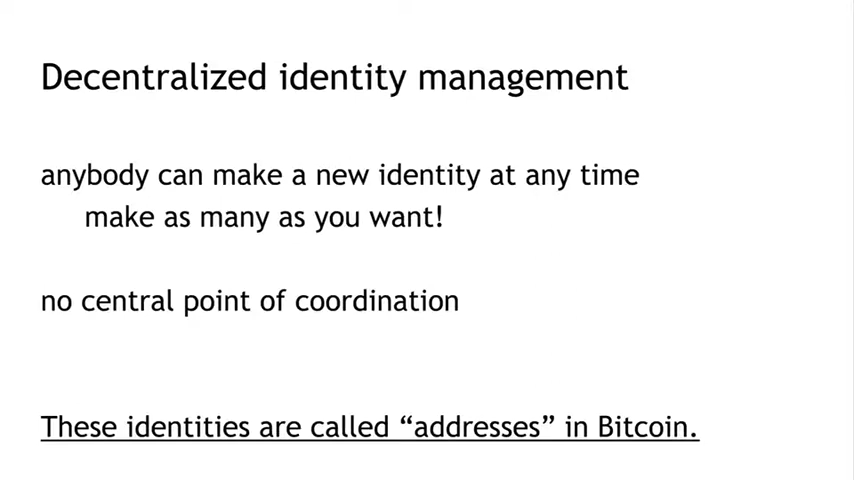 Decentralized identity management
anybody can make a new identity at any time
make as many as you want!
no central point of coordination
These identities are called “addresses” in Bitcoin.